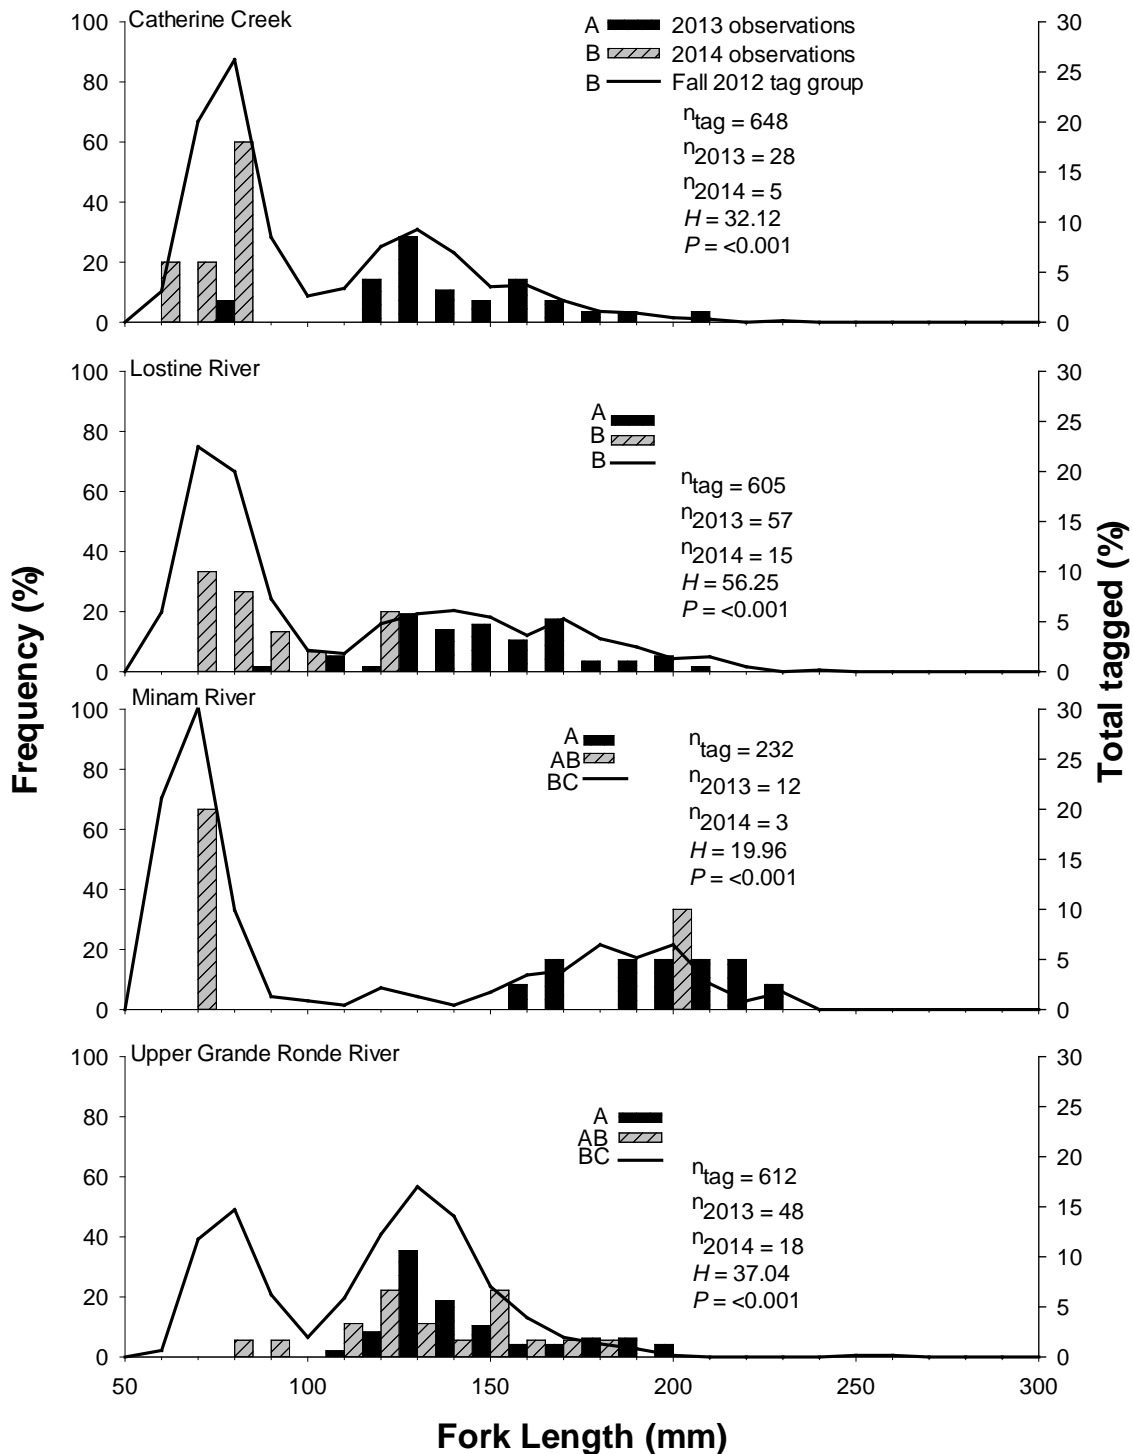 Catherine Creek
A 2013 observations
B 2014 observations
B Fall 2012 tag group
ntag = 648
n2013 = 28
n2014 = 5
H = 32.12
P = <0.001
100
80
60
40
20
0
30
25
20
15
10
5
0
Lostine River
A
B
B
ntag = 605
n2013 = 57
n2014 = 15
H = 56.25
P = <0.001
100
80
60
40
20
0
30
25
20
15
10
5
0
Minam River
A
AB
BC
ntag = 232
n2013 = 12
n2014 = 3
H = 19.96
P = <0.001
100
80
60
40
20
0
30
25
20
15
10
5
0
Upper Grande Ronde River
A
AB
BC
ntag = 612
n2013 = 48
n2014 = 18
H = 37.04
P = <0.001
100
80
60
40
20
0
30
25
20
15
10
5
0
50 100 150 200 250 300
Fork Length (mm)
Frequency (%)
Total tagged (%)